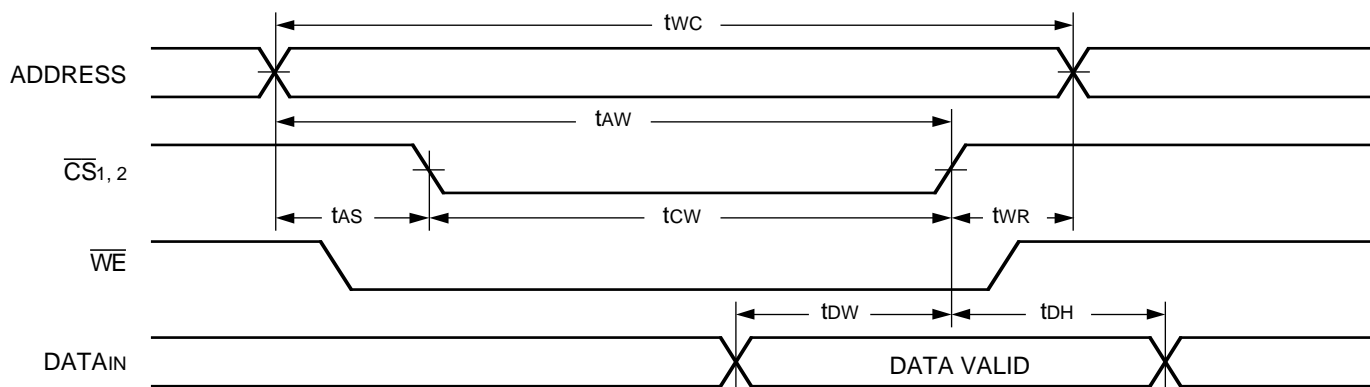 tWC
ADDRESS
tAW
CS1, 2
tAS
tCW
tWR
WE
tDW
tDH
DATAIN
DATA VALID